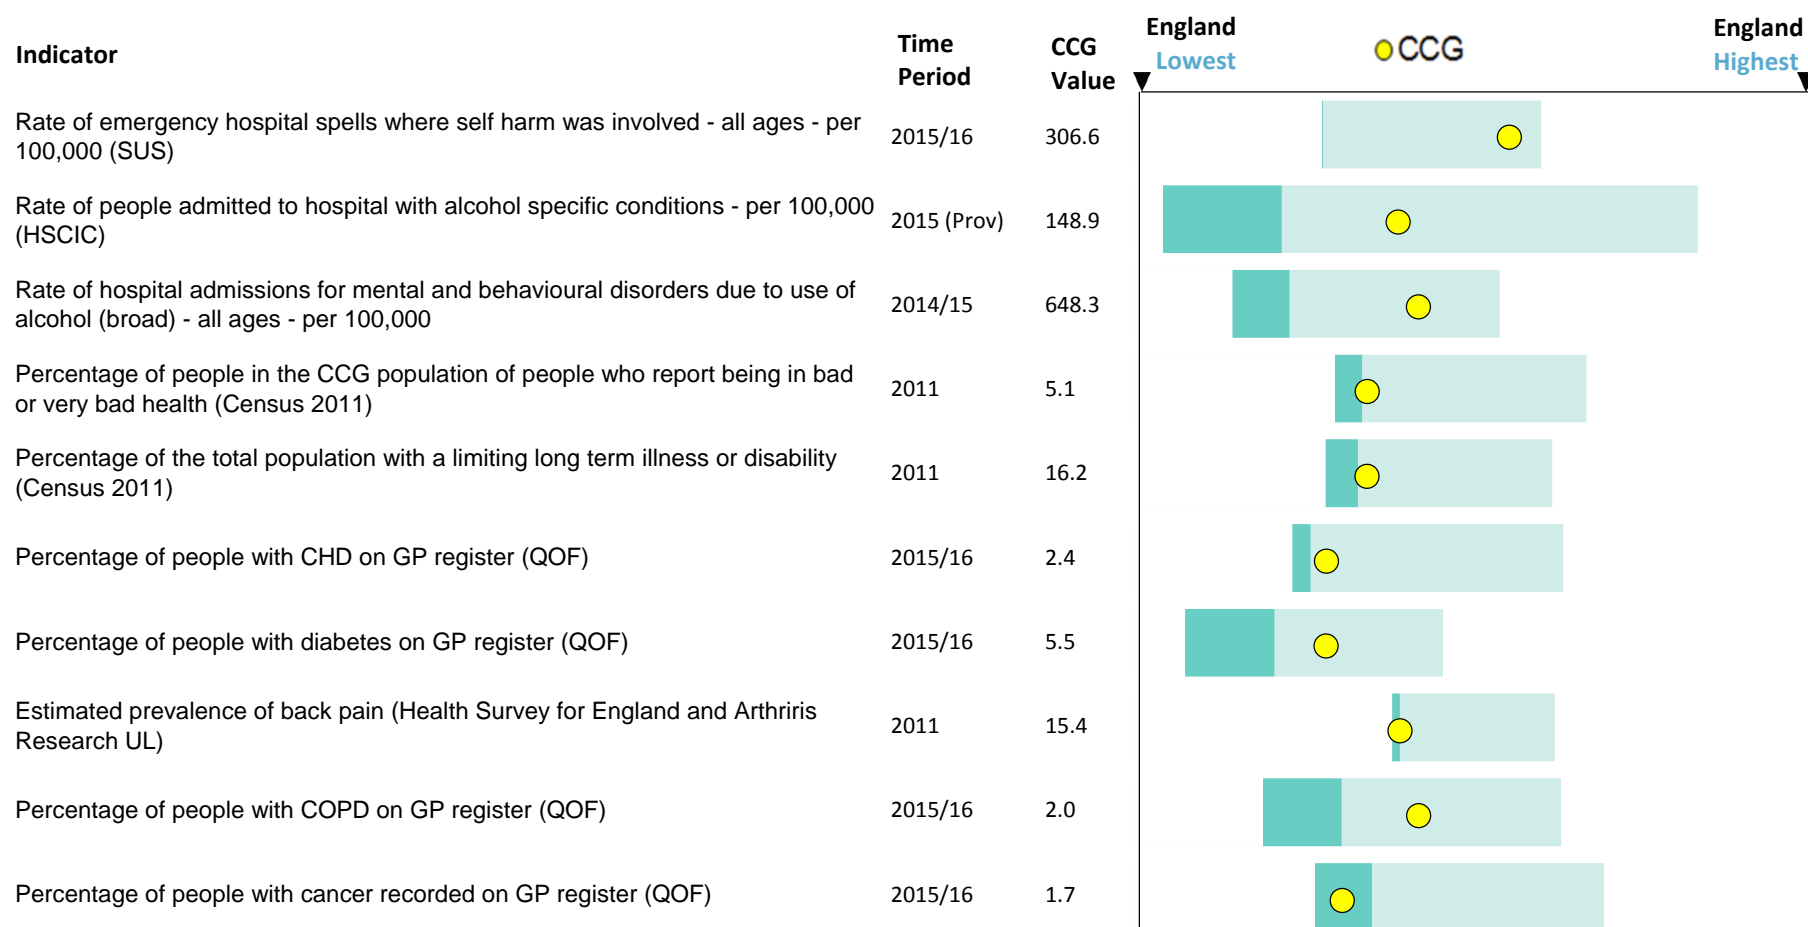 Indicator
Time
Period
CCG
Value
England
Lowest
CCG
England
Highest
Rate of emergency hospital spells where self harm was involved - all ages - per
100,000 (SUS)
2015/16
306.6
Rate of people admitted to hospital with alcohol specific conditions - per 100,000
(HSCIC)
2015 (Prov)
148.9
Rate of hospital admissions for mental and behavioural disorders due to use of
alcohol (broad) - all ages - per 100,000
2014/15
648.3
Percentage of people in the CCG population of people who report being in bad
or very bad health (Census 2011)
2011
5.1
Percentage of the total population with a limiting long term illness or disability
(Census 2011)
2011
16.2
Percentage of people with CHD on GP register (QOF)
2015/16
2.4
Percentage of people with diabetes on GP register (QOF)
2015/16
5.5
Estimated prevalence of back pain (Health Survey for England and Arthriris
Research UL)
2011
15.4
Percentage of people with COPD on GP register (QOF)
2015/16
2.0
Percentage of people with cancer recorded on GP register (QOF)
2015/16
1.7